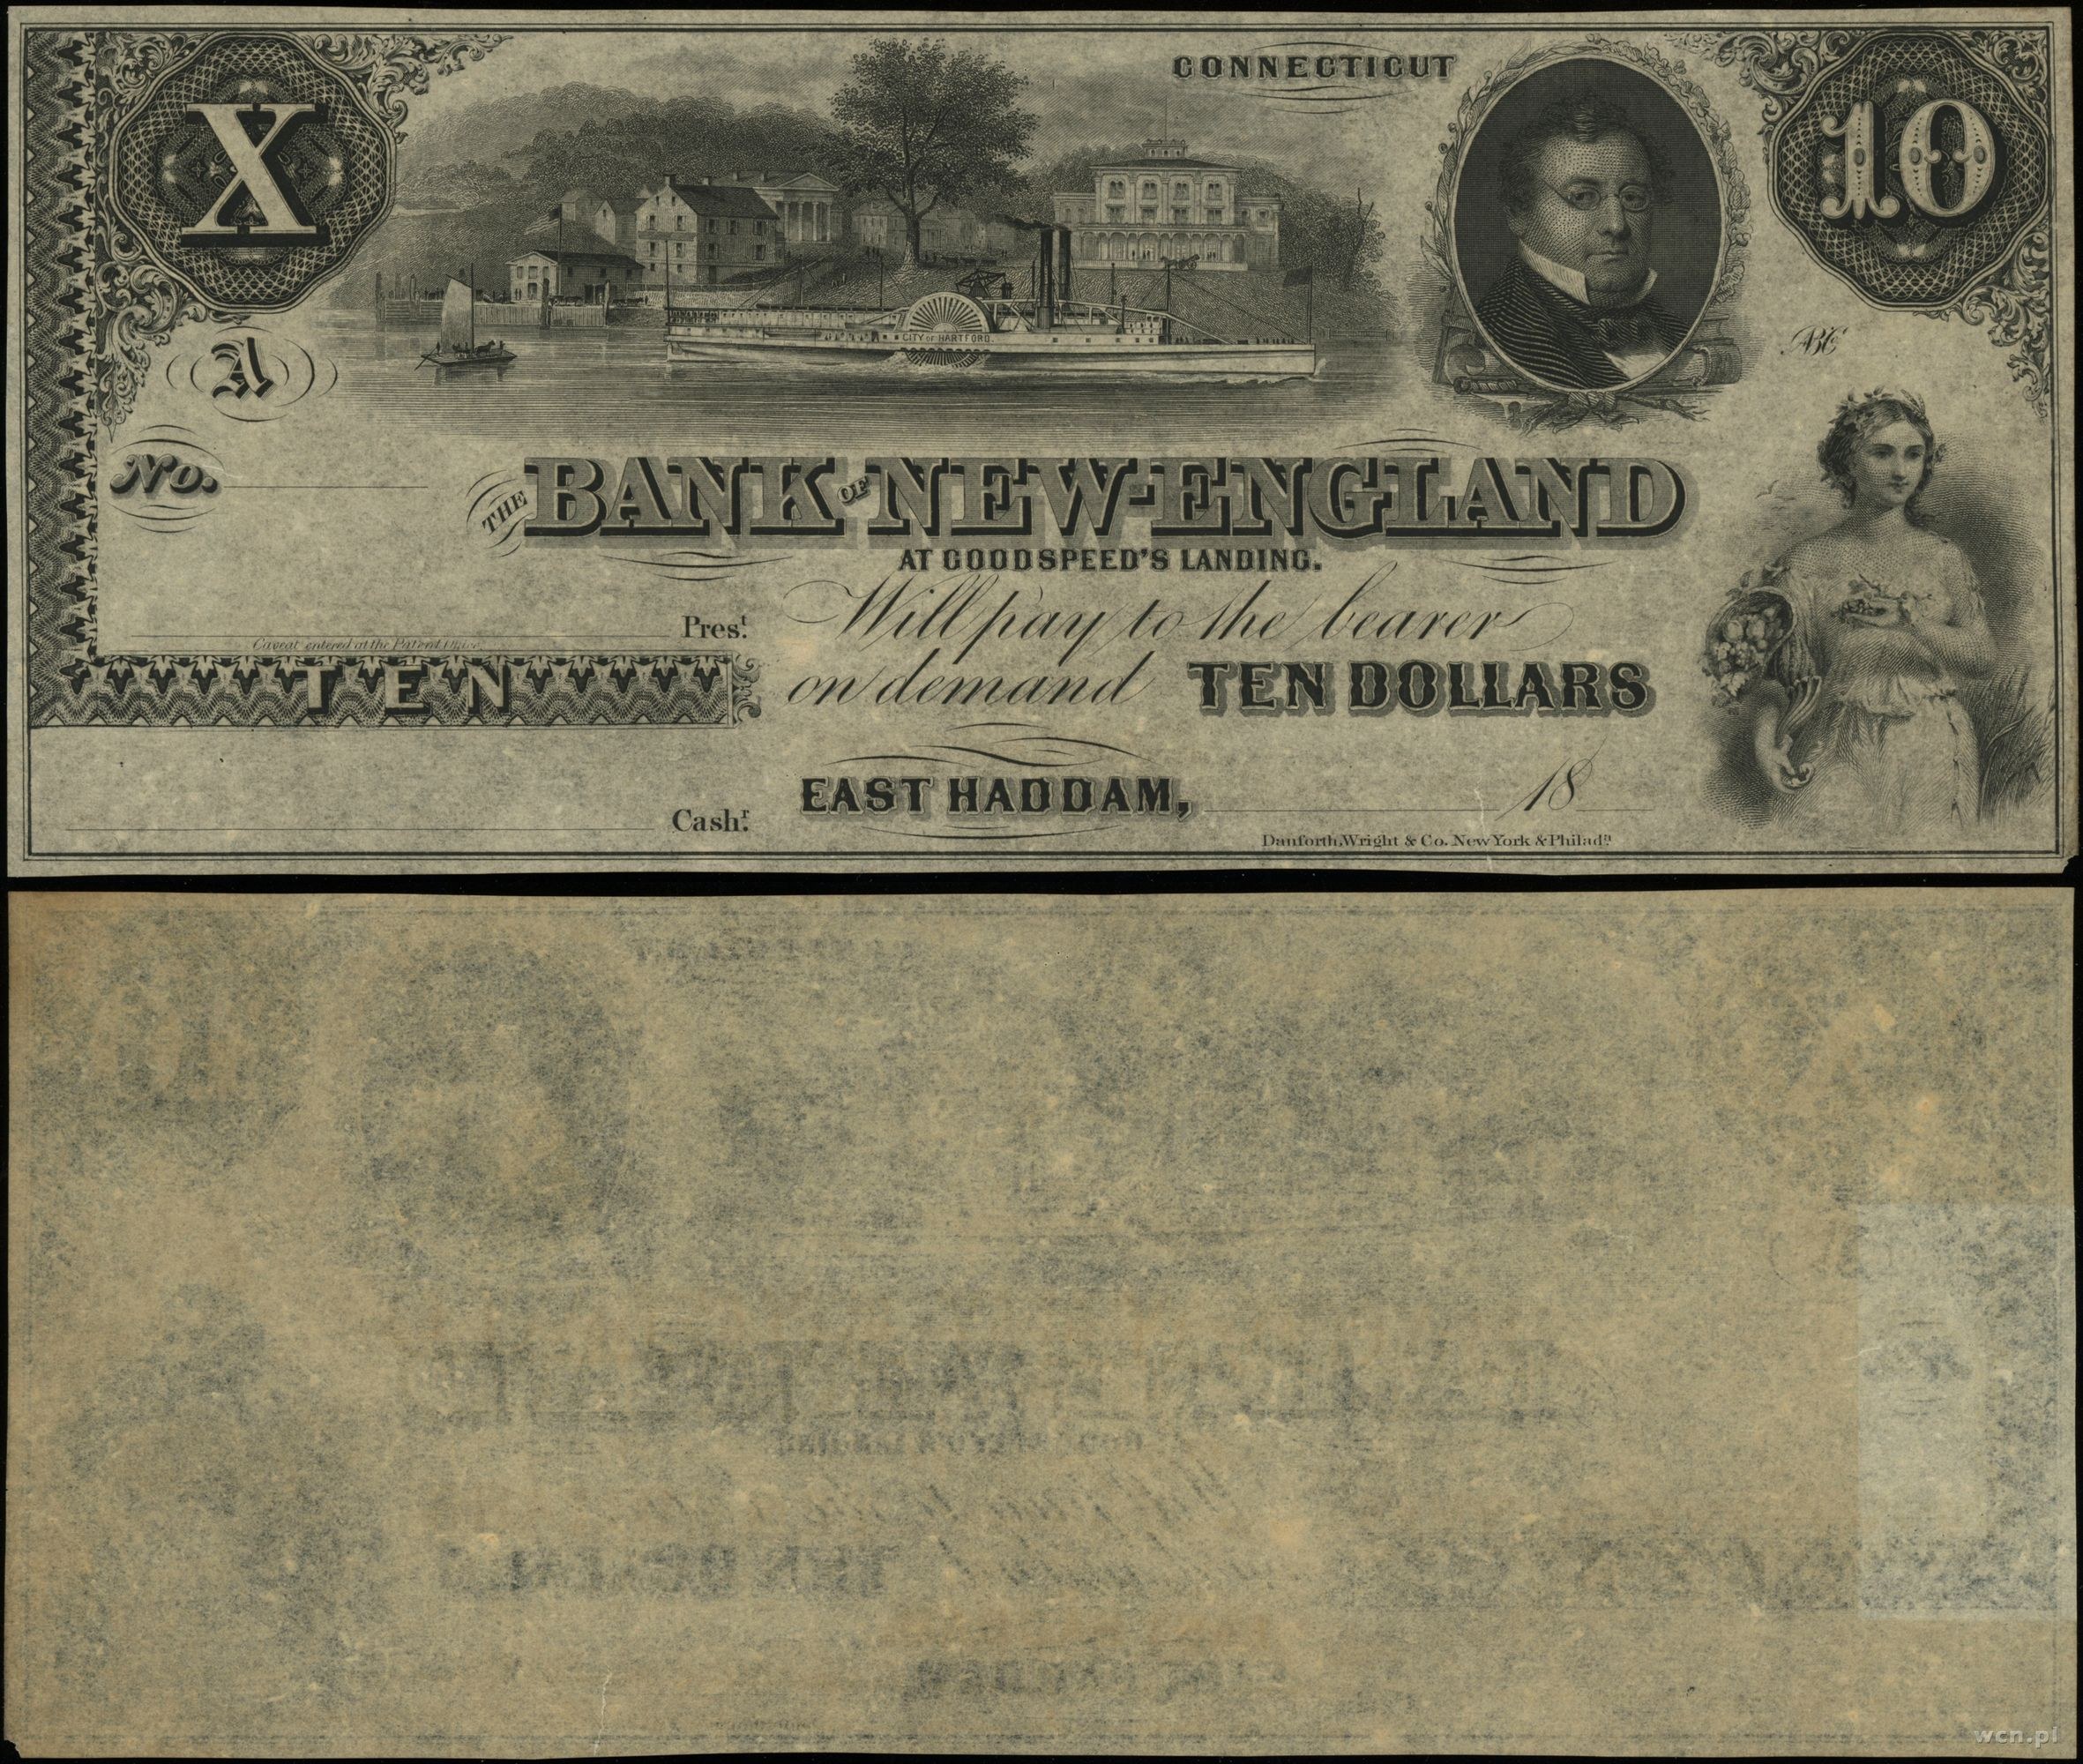 CONNECTICUT
X
10
CITY OF HARTFORD.
A
No.
THE BANK OF NEW-ENGLAND
AT GOODSPEED'S LANDING.
Pres.t
Will pay to the bearer
Caveat entered at the Patent Office
TEN
on demand TEN DOLLARS
EAST HADDAM, 18
Cash.r
Danforth, Wright & Co. New York & Philad.a
wcn.pl